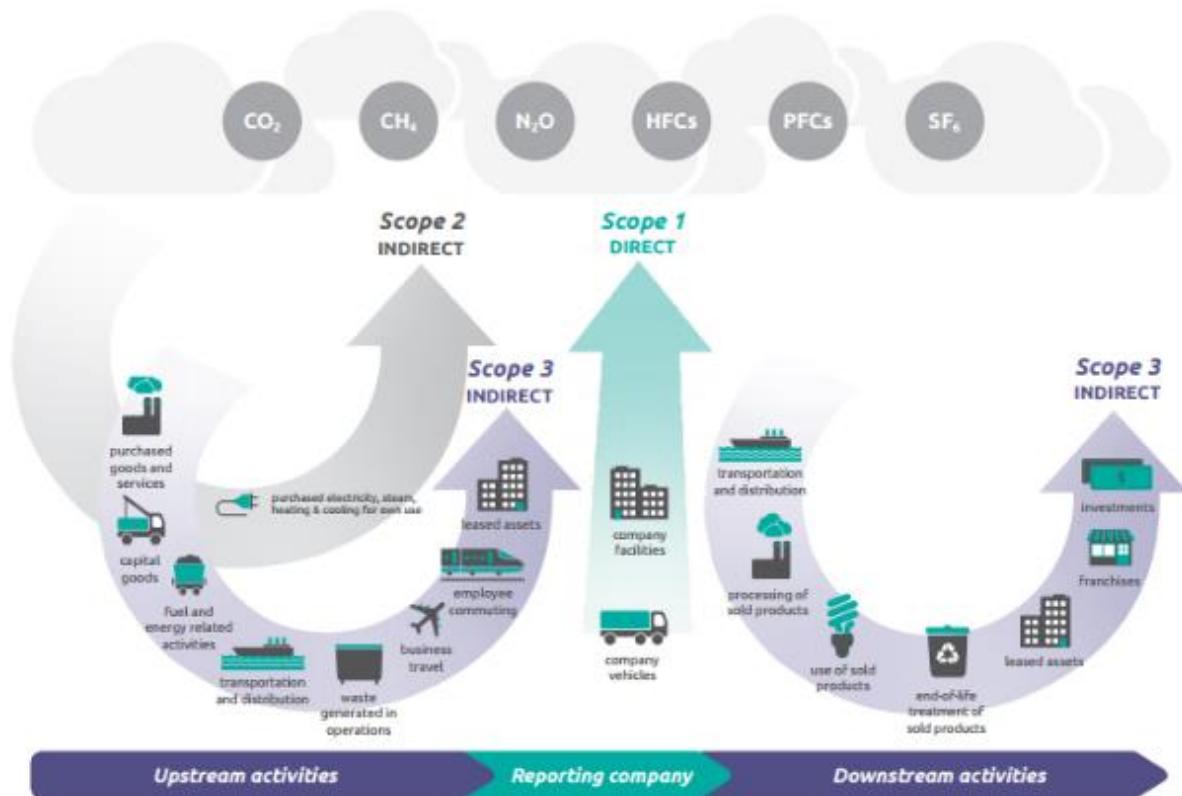 CO₂
CH₄
N₂O
HFCs
PFCs
SF₆
Scope 2
INDIRECT
Scope 1
DIRECT
Scope 3
INDIRECT
Scope 3
INDIRECT
purchased
goods and
services
capital
goods
fuel and
energy related
activities
transportation
and distribution
waste
generated in
operations
business
travel
employee
commuting
leased assets
purchased electricity, steam,
heating & cooling for own use
company
facilities
company
vehicles
transportation
and distribution
processing of
sold products
use of sold
products
end-of-life
treatment of
sold products
leased assets
franchises
investments
$
Upstream activities
Reporting company
Downstream activities